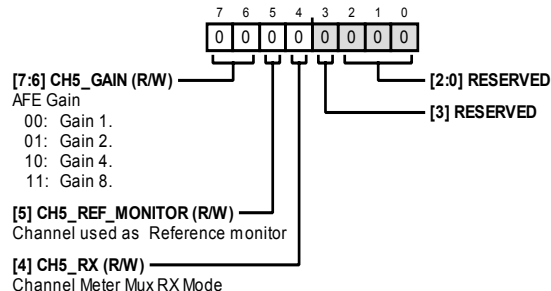 7 6 5 4 3 2 1 0
0 0 0 0 0 0 0 0
[7:6] CH5_GAIN (R/W)
AFE Gain
00: Gain 1.
01: Gain 2.
10: Gain 4.
11: Gain 8.
[5] CH5_REF_MONITOR (R/W)
Channel used as Reference monitor
[4] CH5_RX (R/W)
Channel Meter Mux RX Mode
[2:0] RESERVED
[3] RESERVED